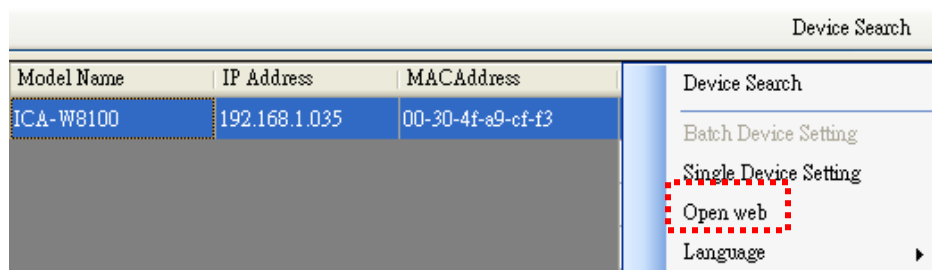 Device Search
Model Name IP Address MACAddress
ICA-W8100 192.168.1.035 00-30-4f-a9-cf-f3
Device Search
Batch Device Setting
Single Device Setting
Open web
Language